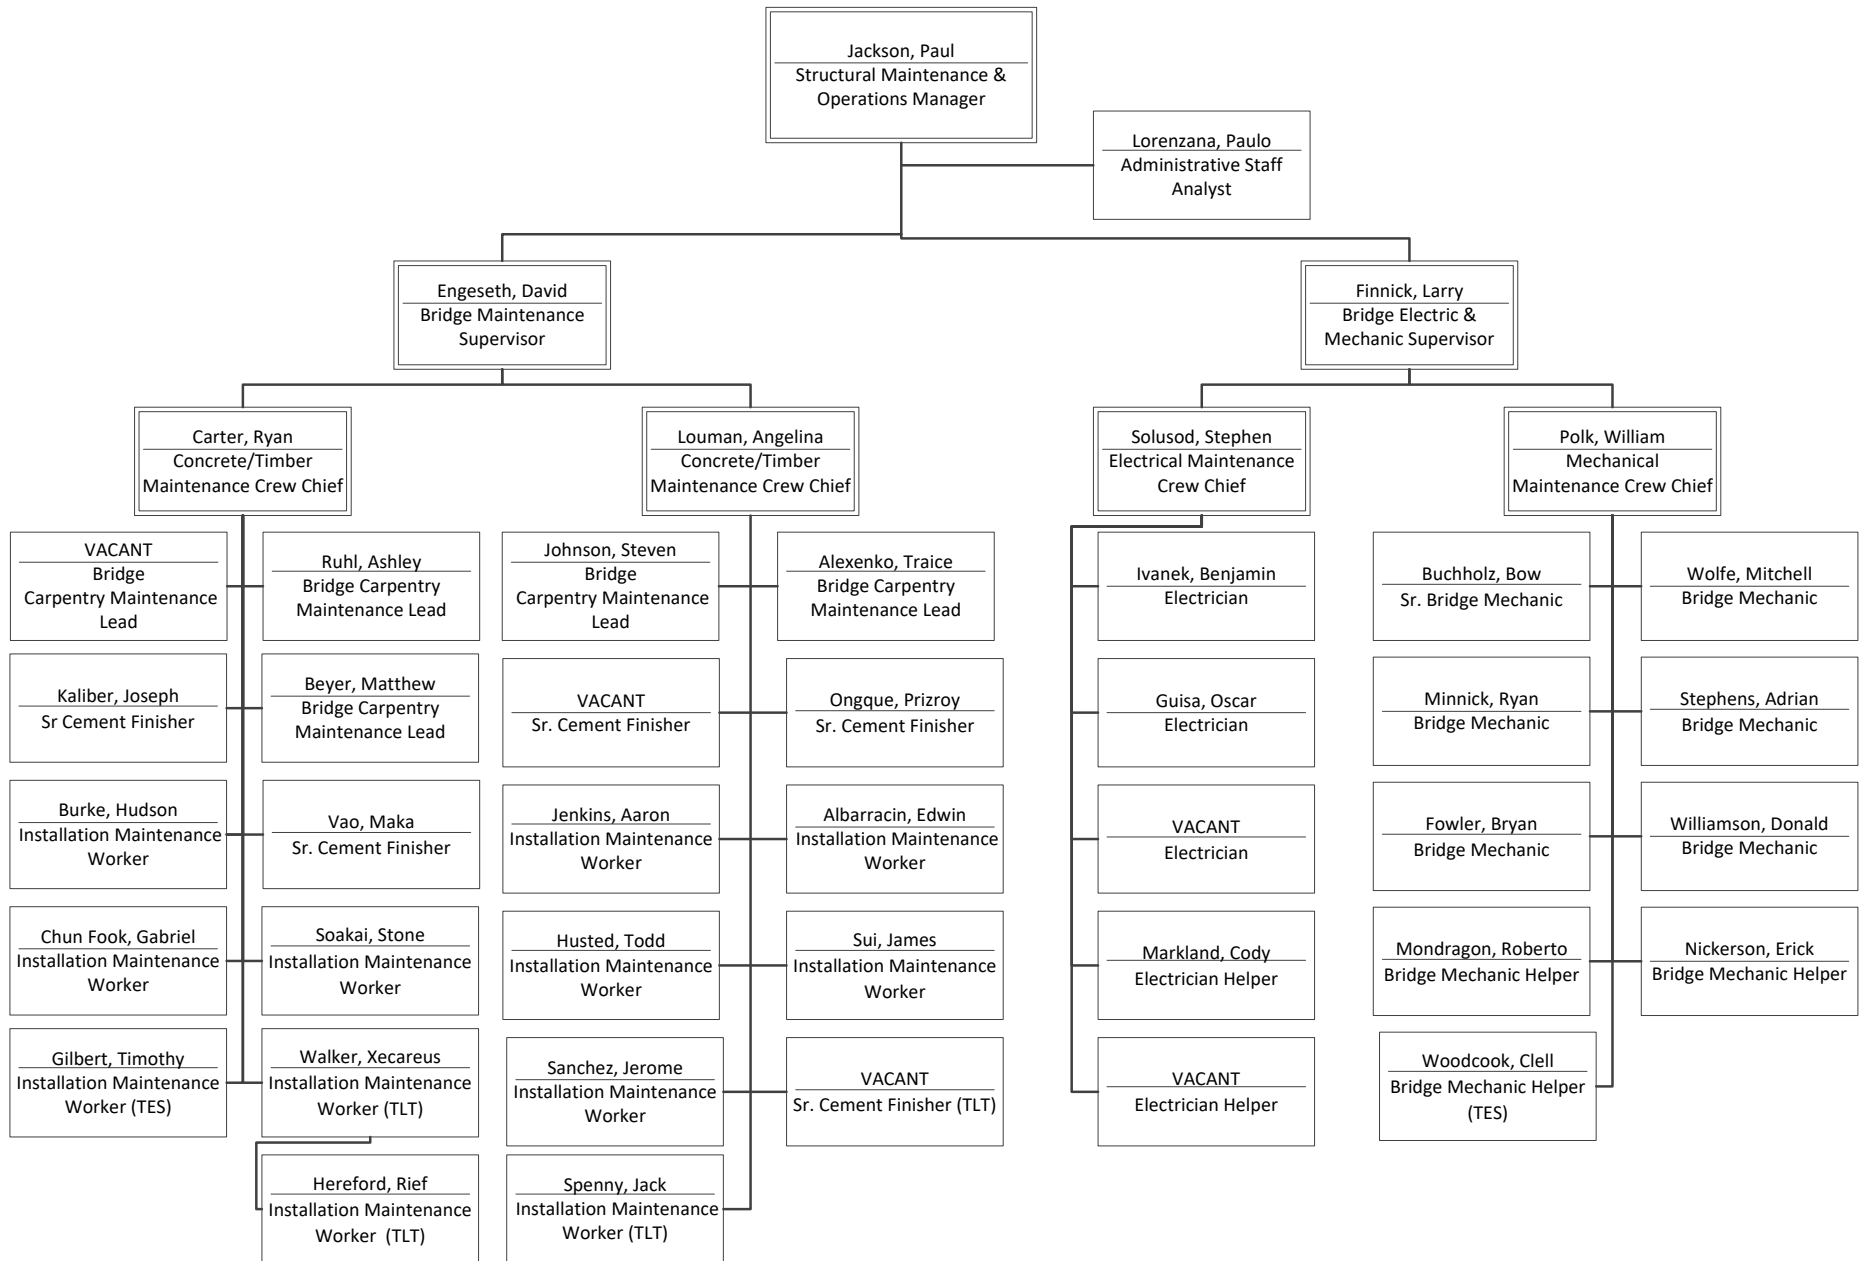 Jackson, Paul
Structural Maintenance &
Operations Manager
Lorenzana, Paulo
Administrative Staff
Analyst
Engeseth, David
Bridge Maintenance
Supervisor
Finnick, Larry
Bridge Electric &
Mechanic Supervisor
Carter, Ryan
Concrete/Timber
Maintenance Crew Chief
Louman, Angelina
Concrete/Timber
Maintenance Crew Chief
Solusod, Stephen
Electrical Maintenance
Crew Chief
Polk, William
Mechanical
Maintenance Crew Chief
VACANT
Bridge
Carpentry Maintenance
Lead
Ruhl, Ashley
Bridge Carpentry
Maintenance Lead
Johnson, Steven
Bridge
Carpentry Maintenance
Lead
Alexenko, Traice
Bridge Carpentry
Maintenance Lead
Ivanek, Benjamin
Electrician
Buchholz, Bow
Sr. Bridge Mechanic
Wolfe, Mitchell
Bridge Mechanic
Kaliber, Joseph
Sr Cement Finisher
Beyer, Matthew
Bridge Carpentry
Maintenance Lead
VACANT
Sr. Cement Finisher
Ongque, Prizroy
Sr. Cement Finisher
Guisa, Oscar
Electrician
Minnick, Ryan
Bridge Mechanic
Stephens, Adrian
Bridge Mechanic
Burke, Hudson
Installation Maintenance
Worker
Vao, Maka
Sr. Cement Finisher
Jenkins, Aaron
Installation Maintenance
Worker
Albarracin, Edwin
Installation Maintenance
Worker
VACANT
Electrician
Fowler, Bryan
Bridge Mechanic
Williamson, Donald
Bridge Mechanic
Chun Fook, Gabriel
Installation Maintenance
Worker
Soakai, Stone
Installation Maintenance
Worker
Husted, Todd
Installation Maintenance
Worker
Sui, James
Installation Maintenance
Worker
Markland, Cody
Electrician Helper
Mondragon, Roberto
Bridge Mechanic Helper
Nickerson, Erick
Bridge Mechanic Helper
Gilbert, Timothy
Installation Maintenance
Worker (TES)
Walker, Xecareus
Installation Maintenance
Worker (TLT)
Sanchez, Jerome
Installation Maintenance
Worker
VACANT
Sr. Cement Finisher (TLT)
VACANT
Electrician Helper
Woodcook, Clell
Bridge Mechanic Helper
(TES)
Hereford, Rief
Installation Maintenance
Worker (TLT)
Spenny, Jack
Installation Maintenance
Worker (TLT)